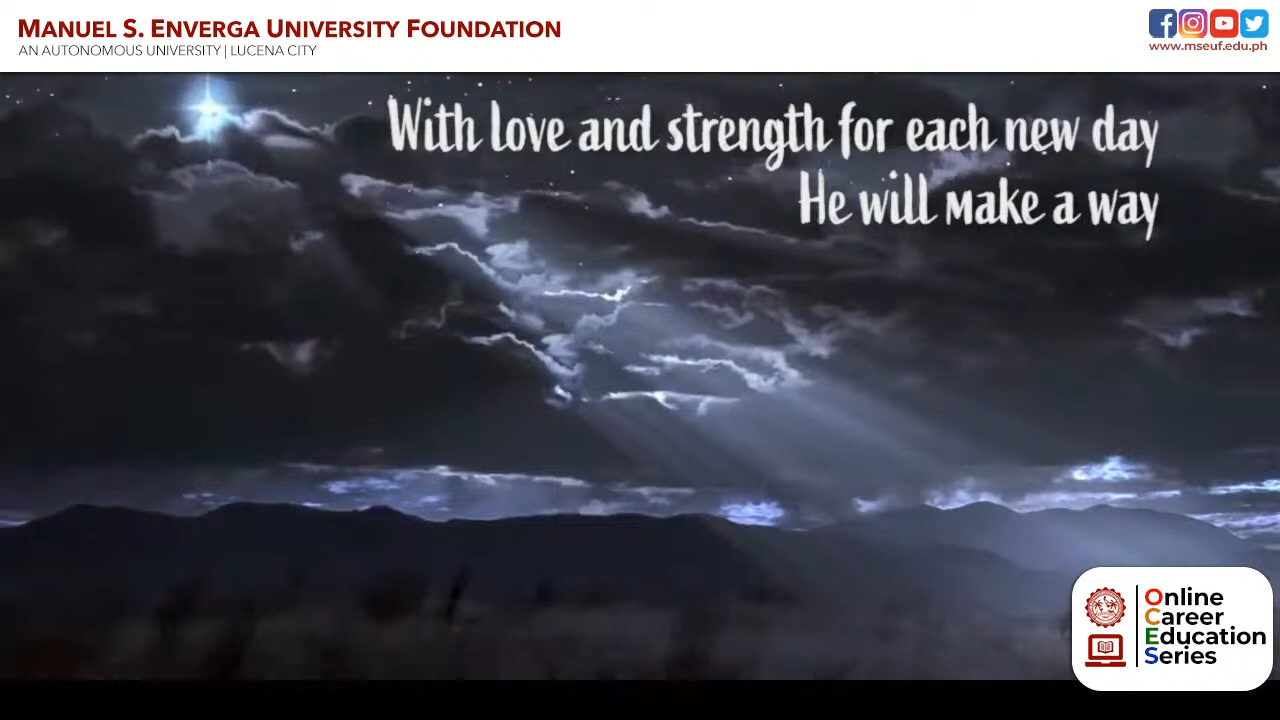 MANUEL S. ENVERGA UNIVERSITY FOUNDATION
AN AUTONOMOUS UNIVERSITY | LUCENA CITY
www.mseuf.edu.ph
With love and strength for each new day
He will make a way
Online
Career
Education
Series